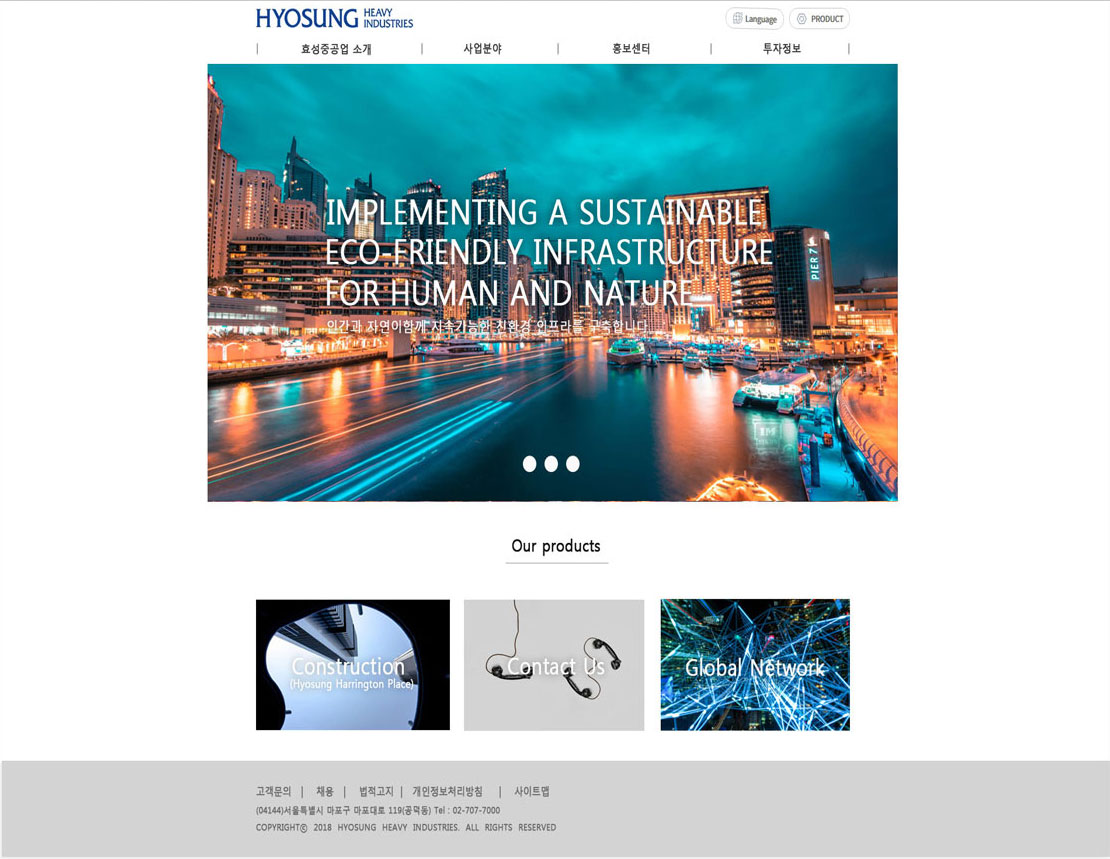 HYOSUNG HEAVY INDUSTRIES
Language
PRODUCT
효성중공업 소개 | 사업분야 | 홍보센터 | 투자정보
IMPLEMENTING A SUSTAINABLE
ECO-FRIENDLY INFRASTRUCTURE
FOR HUMAN AND NATURE
인간과 자연이함께 지속가능한 친환경 인프라를 구축합니다.
PIER 7
Our products
Construction
(Hyosung Harrington Place)
Contact Us
Global Network
고객문의 | 채용 | 법적고지 | 개인정보처리방침 | 사이트맵
(04144)서울특별시 마포구 마포대로 119(공덕동) Tel : 02-707-7000
COPYRIGHT© 2018 HYOSUNG HEAVY INDUSTRIES. ALL RIGHTS RESERVED